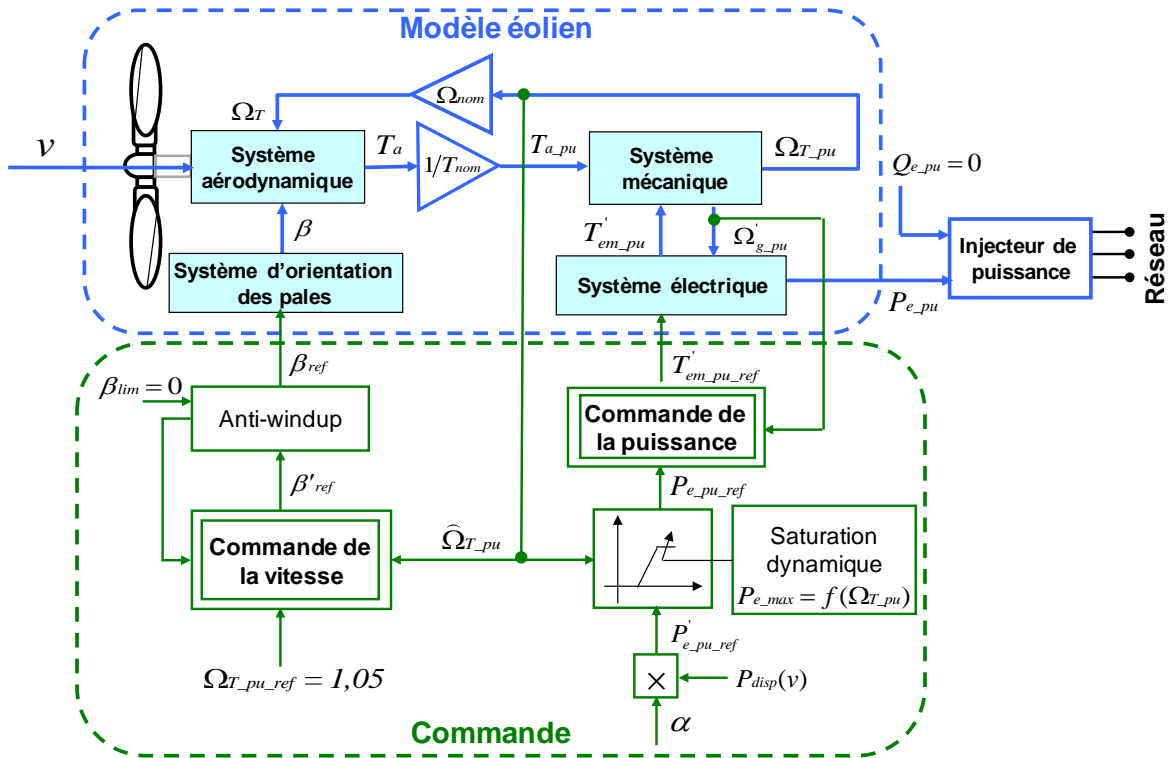 Modèle éolien
Ω_nom
Ω_T
v
Système
aérodynamique
T_a
1/T_nom
T_a_pu
Système
mécanique
Ω_T_pu
Q_e_pu = 0
β
T'_em_pu
Ω'_g_pu
Injecteur de
puissance
Réseau
Système d'orientation
des pales
Système électrique
P_e_pu
β_ref
T'_em_pu_ref
β_lim = 0
Anti-windup
Commande de
la puissance
β'_ref
P_e_pu_ref
Commande de
la vitesse
Ω̂_T_pu
Saturation
dynamique
P_e_max = f(Ω_T_pu)
P'_e_pu_ref
Ω_T_pu_ref = 1,05
×
P_disp(v)
α
Commande